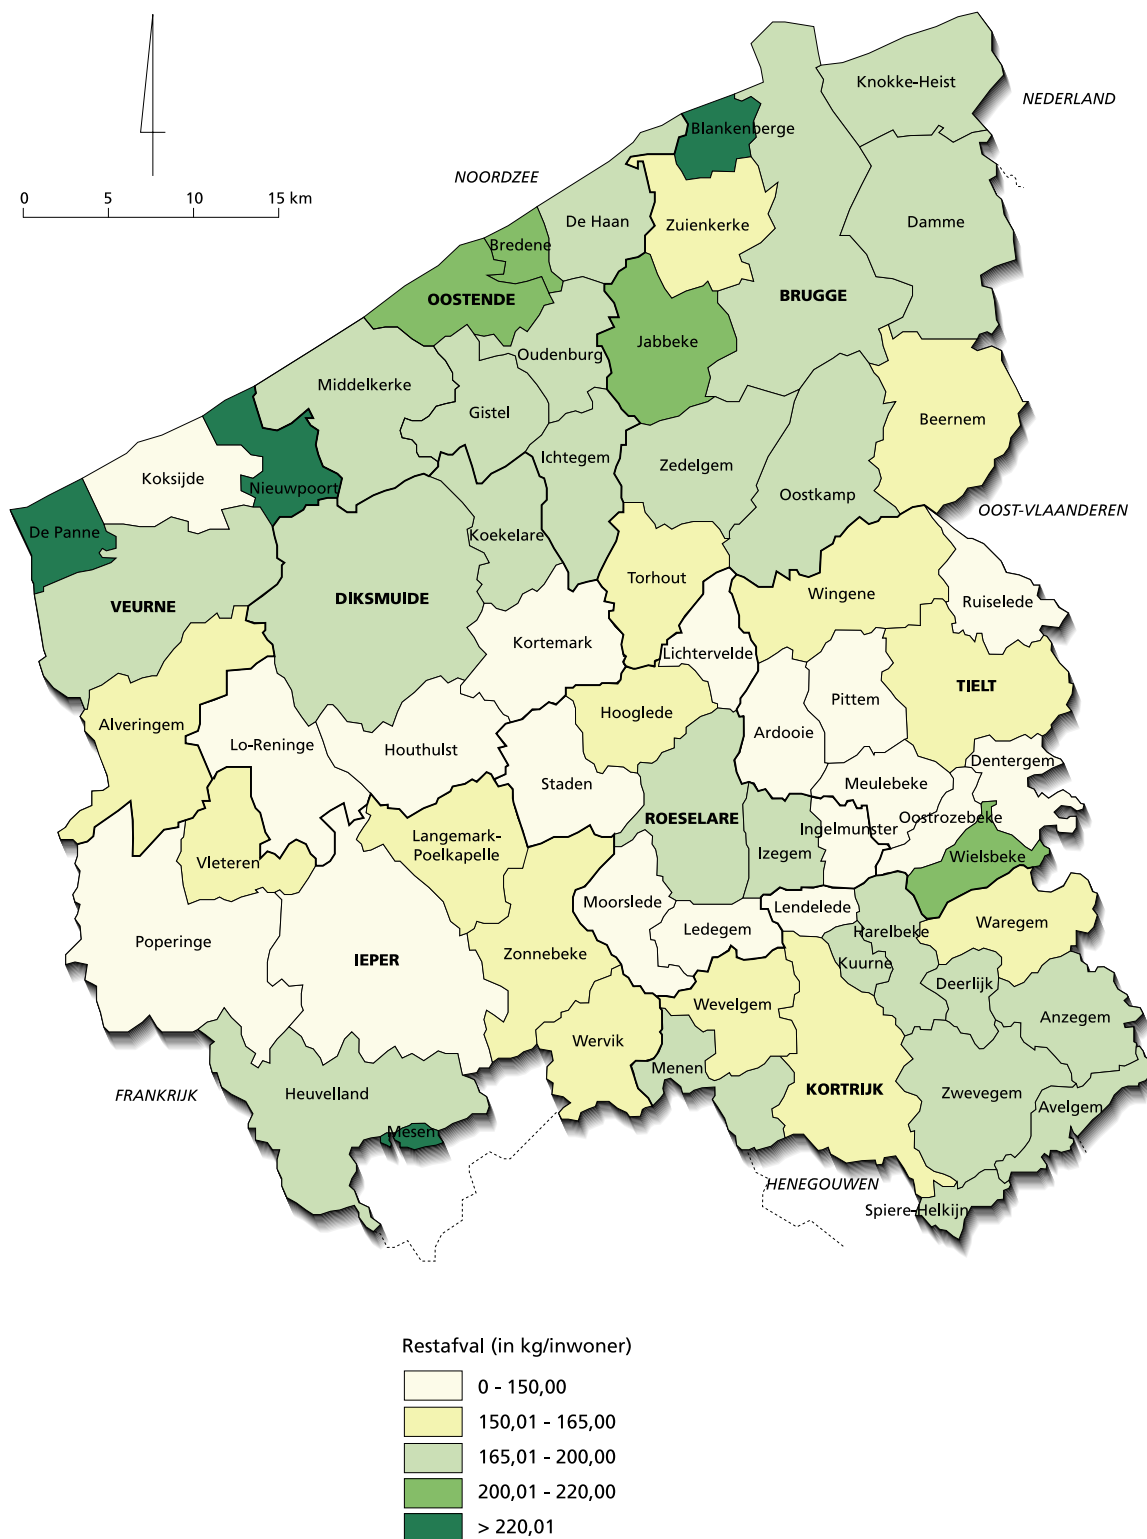 Knokke-Heist
NEDERLAND
Blankenberge
NOORDZEE
0 5 10 15 km
De Haan
Zuienkerke
Damme
Bredene
OOSTENDE
BRUGGE
Jabbeke
Oudenburg
Middelkerke
Gistel
Beernem
Ichtegem
Zedelgem
Koksijde
Nieuwpoort
Oostkamp
OOST-VLAANDEREN
De Panne
Koekelare
Torhout
VEURNE
DIKSMUIDE
Wingene
Ruiselede
Kortemark
Lichtervelde
TIELT
Pittem
Hooglede
Alveringem
Ardooie
Lo-Reninge
Houthulst
Dentergem
Staden
Meulebeke
ROESELARE
Oostrozebeke
Ingelmunster
Langemark-
Poelkapelle
Izegem
Wielsbeke
Vleteren
Moorslede
Lendelede
Waregem
Ledegem
Harelbeke
Poperinge
IEPER
Zonnebeke
Kuurne
Deerlijk
Wevelgem
Anzegem
Wervik
Menen
FRANKRIJK
Heuvelland
KORTRIJK
Zwevegem
Avelgem
Mesen
HENEGOUWEN
Spiere-Helkijn
Restafval (in kg/inwoner)
0 - 150,00
150,01 - 165,00
165,01 - 200,00
200,01 - 220,00
> 220,01